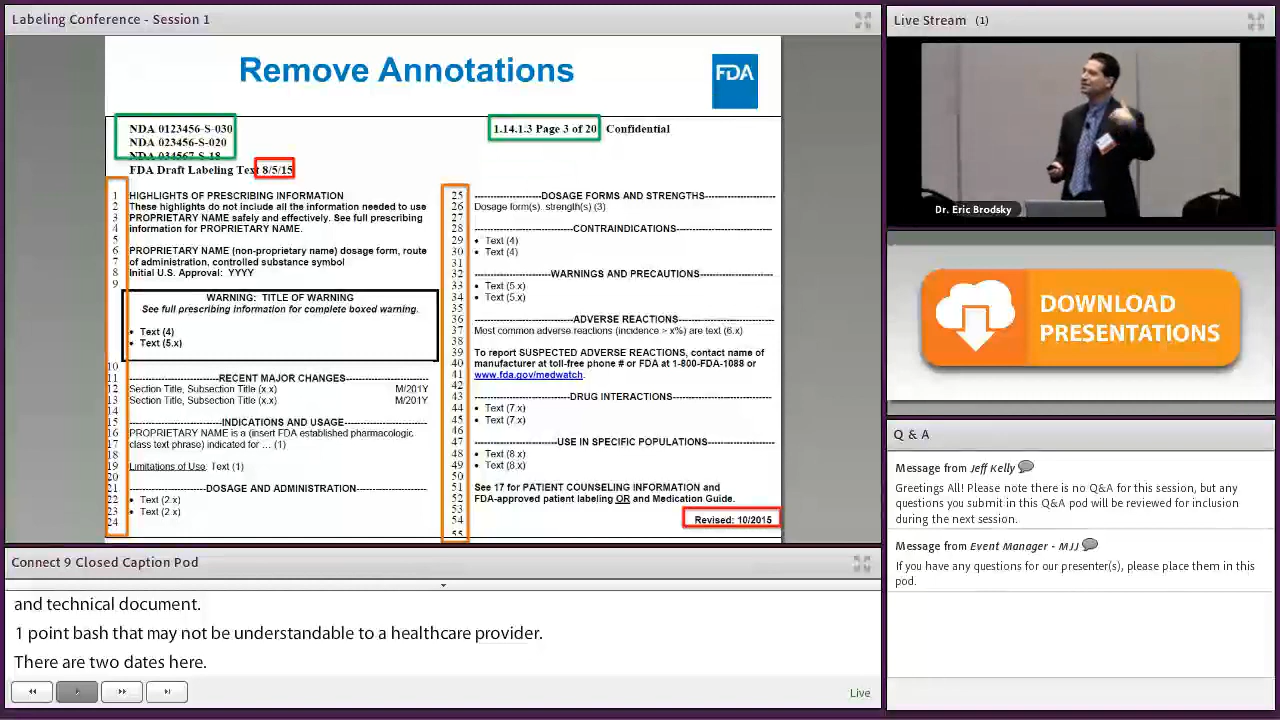 Labeling Conference - Session 1
Remove Annotations
FDA
NDA 0123456-S-030
NDA 023456-S-020
NDA 034567-S-18
FDA Draft Labeling Text 8/5/15
1.14.1.3 Page 3 of 20 Confidential
1 HIGHLIGHTS OF PRESCRIBING INFORMATION
2 These highlights do not include all the information needed to use
3 PROPRIETARY NAME safely and effectively. See full prescribing
4 information for PROPRIETARY NAME.
5
6 PROPRIETARY NAME (non-proprietary name) dosage form, route
7 of administration, controlled substance symbol
8 Initial U.S. Approval: YYYY
9
WARNING: TITLE OF WARNING
See full prescribing information for complete boxed warning.
• Text (4)
• Text (5.x)
10
11 ----------------------RECENT MAJOR CHANGES--------------------
12 Section Title, Subsection Title (x.x) M/201Y
13 Section Title, Subsection Title (x.x) M/201Y
14
15 ----------------------INDICATIONS AND USAGE--------------------
16 PROPRIETARY NAME is a (insert FDA established pharmacologic
17 class text phrase) indicated for … (1)
18
19 Limitations of Use: Text (1)
20
21 ------------------DOSAGE AND ADMINISTRATION-----------------
22 • Text (2.x)
23 • Text (2.x)
24
25 ----------------DOSAGE FORMS AND STRENGTHS-----------------
26 Dosage form(s), strength(s) (3)
27
28 ------------------------CONTRAINDICATIONS------------------------
29 • Text (4)
30 • Text (4)
31
32 -------------------WARNINGS AND PRECAUTIONS-----------------
33 • Text (5.x)
34 • Text (5.x)
35
36 ------------------------ADVERSE REACTIONS-----------------------
37 Most common adverse reactions (incidence > x%) are text (6.x)
38
39 To report SUSPECTED ADVERSE REACTIONS, contact name of
40 manufacturer at toll-free phone # or FDA at 1-800-FDA-1088 or
41 www.fda.gov/medwatch.
42
43 ------------------------DRUG INTERACTIONS------------------------
44 • Text (7.x)
45 • Text (7.x)
46
47 --------------------USE IN SPECIFIC POPULATIONS----------------
48 • Text (8.x)
49 • Text (8.x)
50
51 See 17 for PATIENT COUNSELING INFORMATION and
52 FDA-approved patient labeling OR and Medication Guide.
53
54 Revised: 10/2015
55
Connect 9 Closed Caption Pod
and technical document.
1 point bash that may not be understandable to a healthcare provider.
There are two dates here.
Live
Live Stream (1)
Dr. Eric Brodsky
DOWNLOAD
PRESENTATIONS
Q & A
Message from Jeff Kelly
Greetings All! Please note there is no Q&A for this session, but any
questions you submit in this Q&A pod will be reviewed for inclusion
during the next session.
Message from Event Manager - MJJ
If you have any questions for our presenter(s), please place them in this
pod.